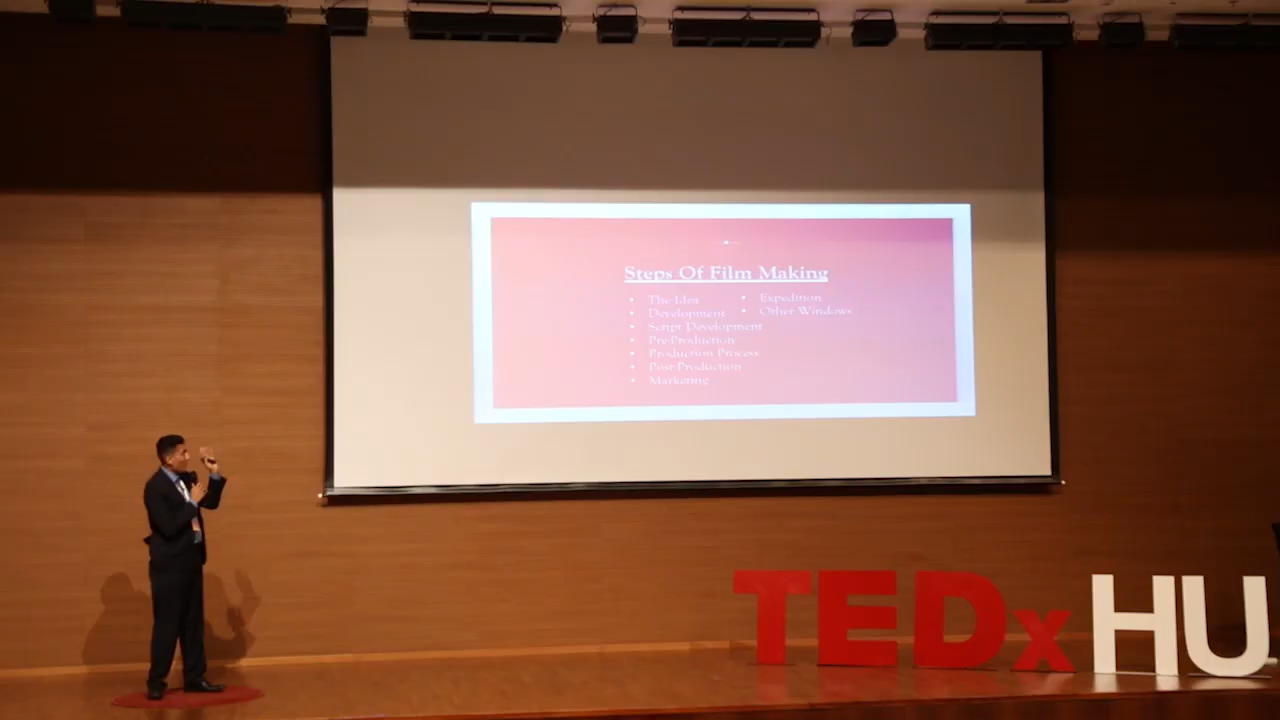 Steps Of Film Making
• The Idea
• Development
• Script Development
• Pre-Production
• Production Process
• Post Production
• Marketing
• Expedition
• Other Windows
TEDx HU